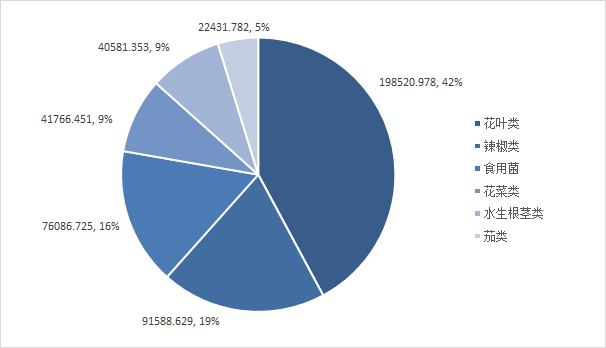 22431.782, 5%
40581.353, 9%
198520.978, 42%
41766.451, 9%
76086.725, 16%
91588.629, 19%
花叶类
辣椒类
食用菌
花菜类
水生根茎类
茄类